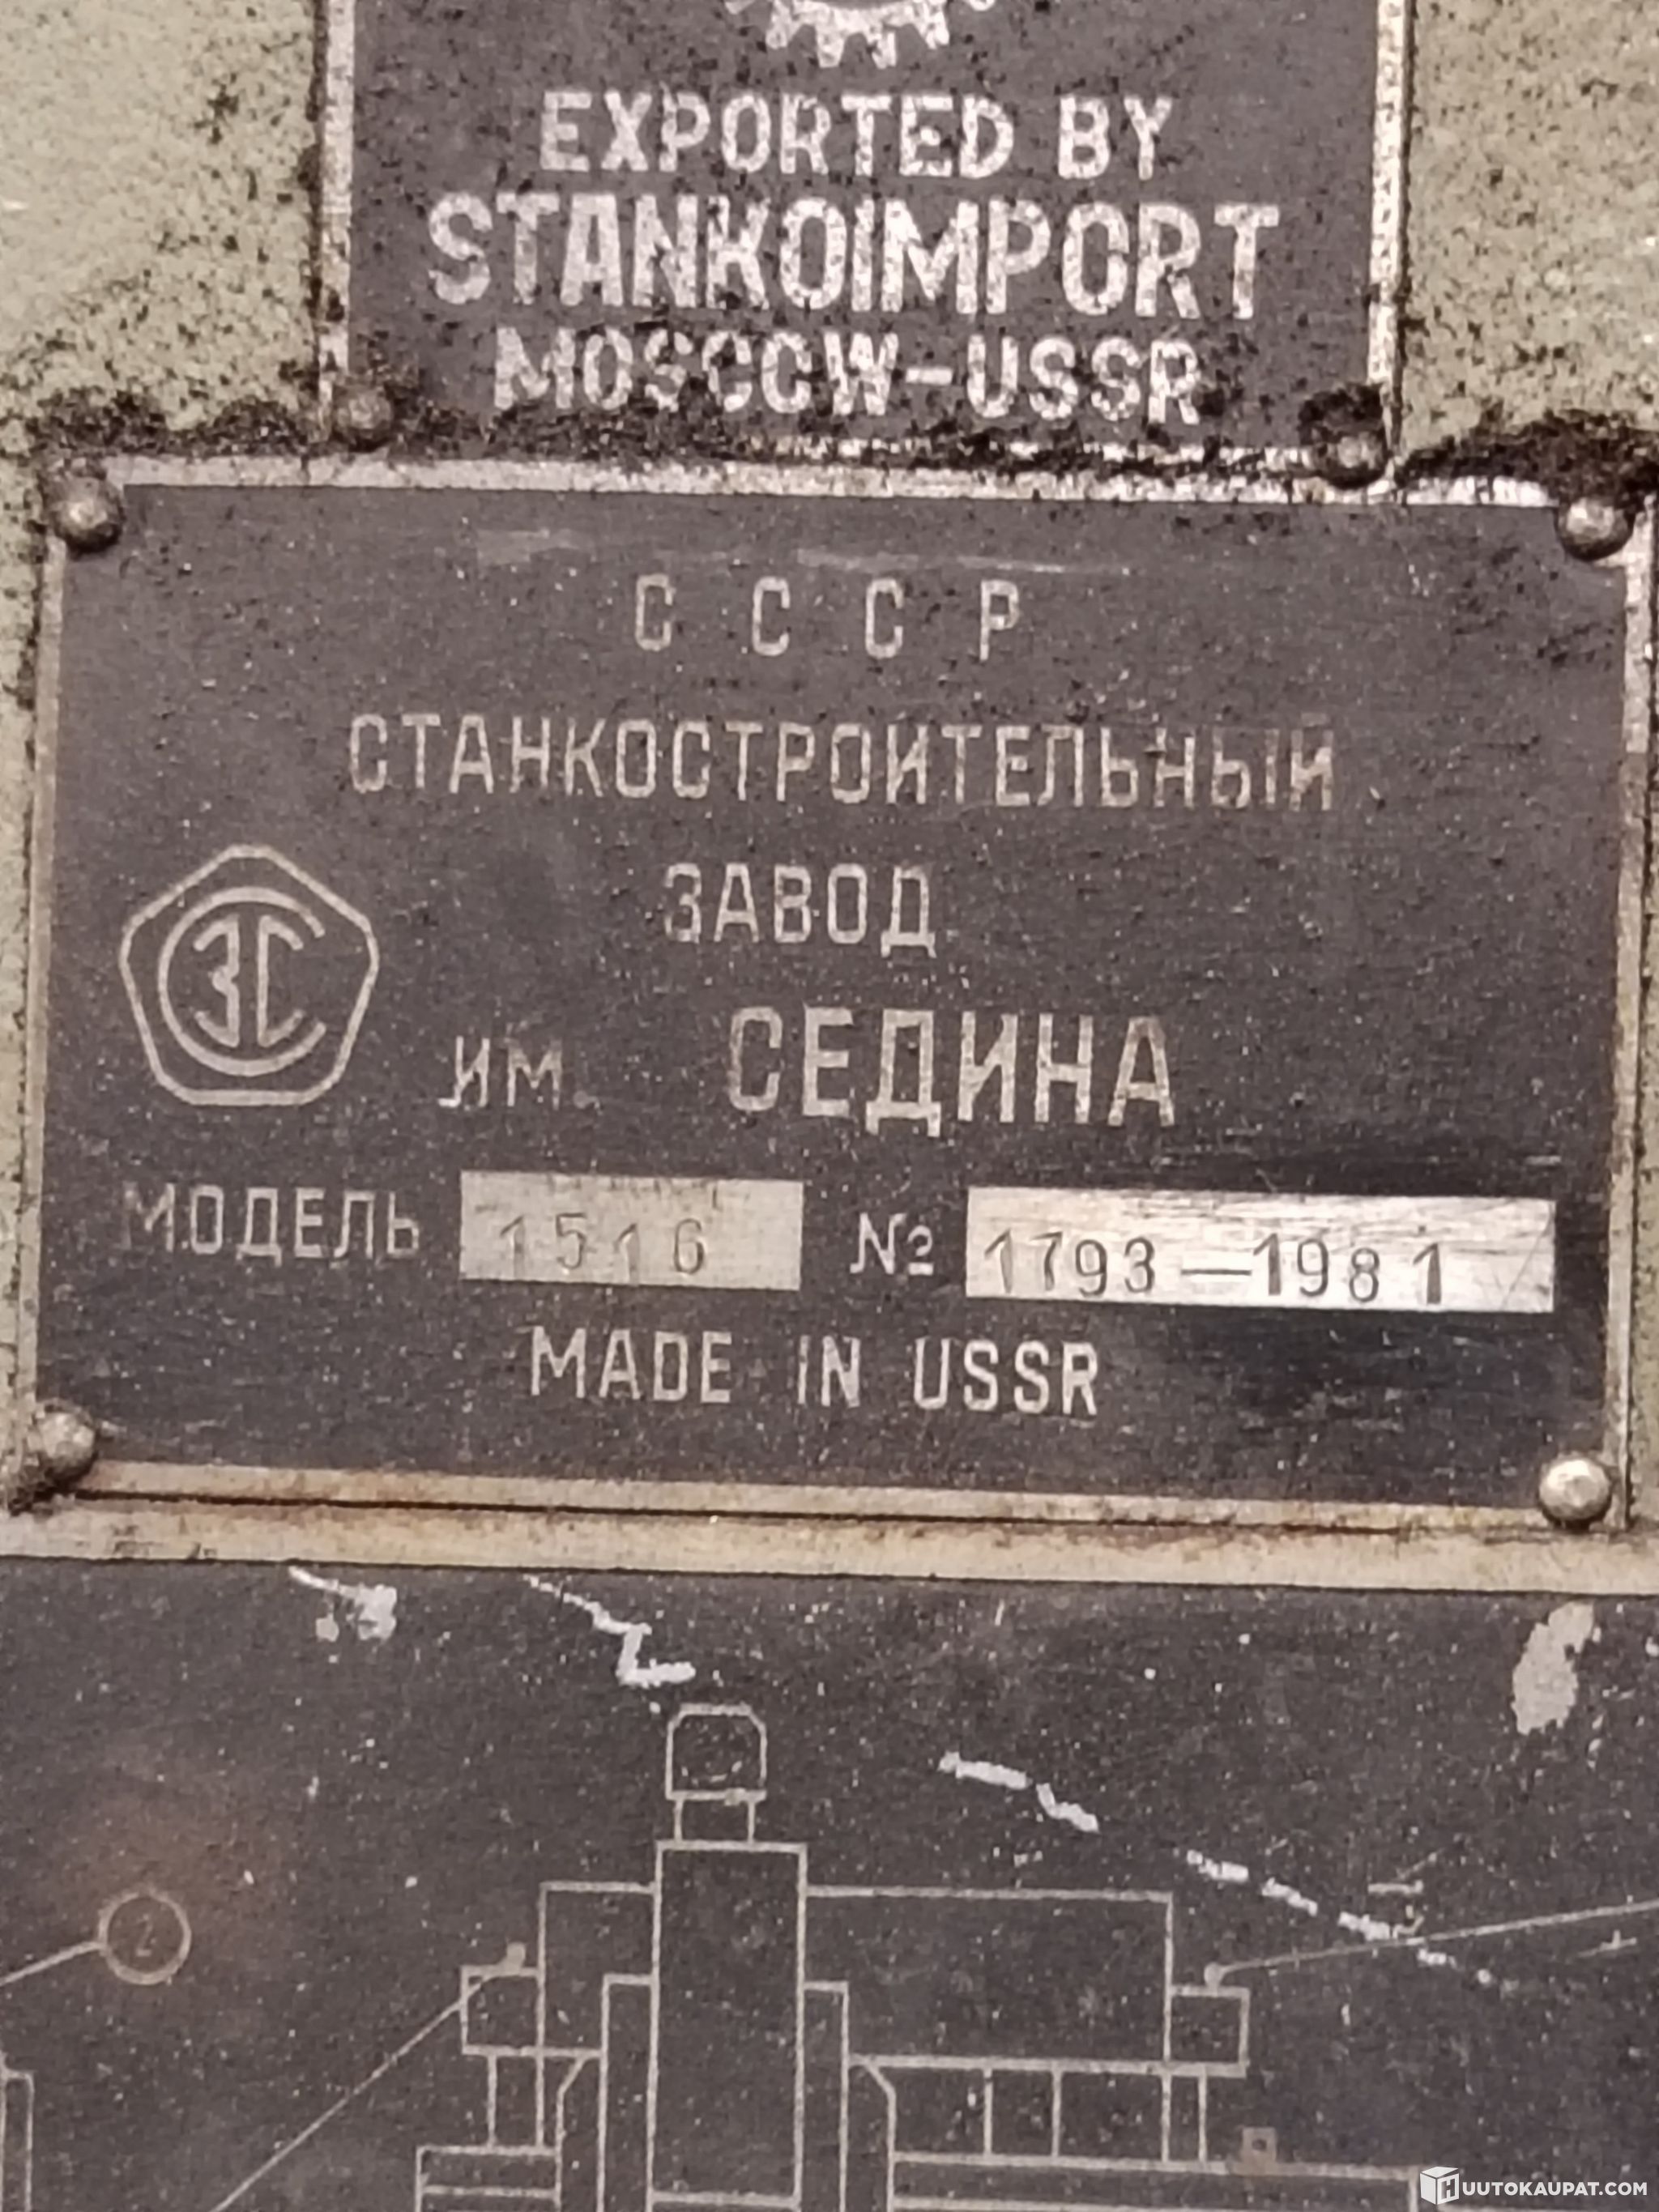 EXPORTED BY
STANKOIMPORT
MOSCOW-USSR
С С С Р
СТАНКОСТРОИТЕЛЬНЫЙ
ЗАВОД
ЗС
им. СЕДИНА
МОДЕЛЬ 1516 № 1793-1981
MADE IN USSR
2
HUUTOKAUPAT.COM